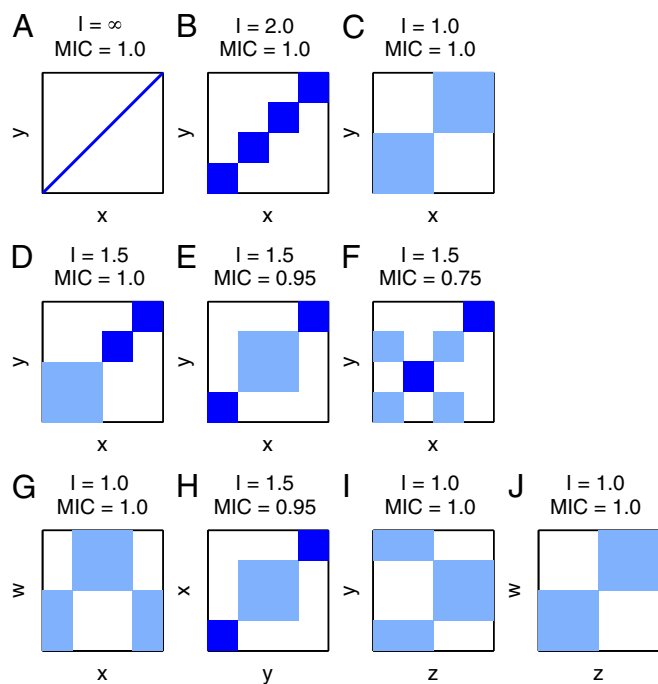 A
I = ∞
MIC = 1.0
y
x
B
I = 2.0
MIC = 1.0
y
x
C
I = 1.0
MIC = 1.0
y
x
D
I = 1.5
MIC = 1.0
y
x
E
I = 1.5
MIC = 0.95
y
x
F
I = 1.5
MIC = 0.75
y
x
G
I = 1.0
MIC = 1.0
w
x
H
I = 1.5
MIC = 0.95
x
y
I
I = 1.0
MIC = 1.0
y
z
J
I = 1.0
MIC = 1.0
w
z